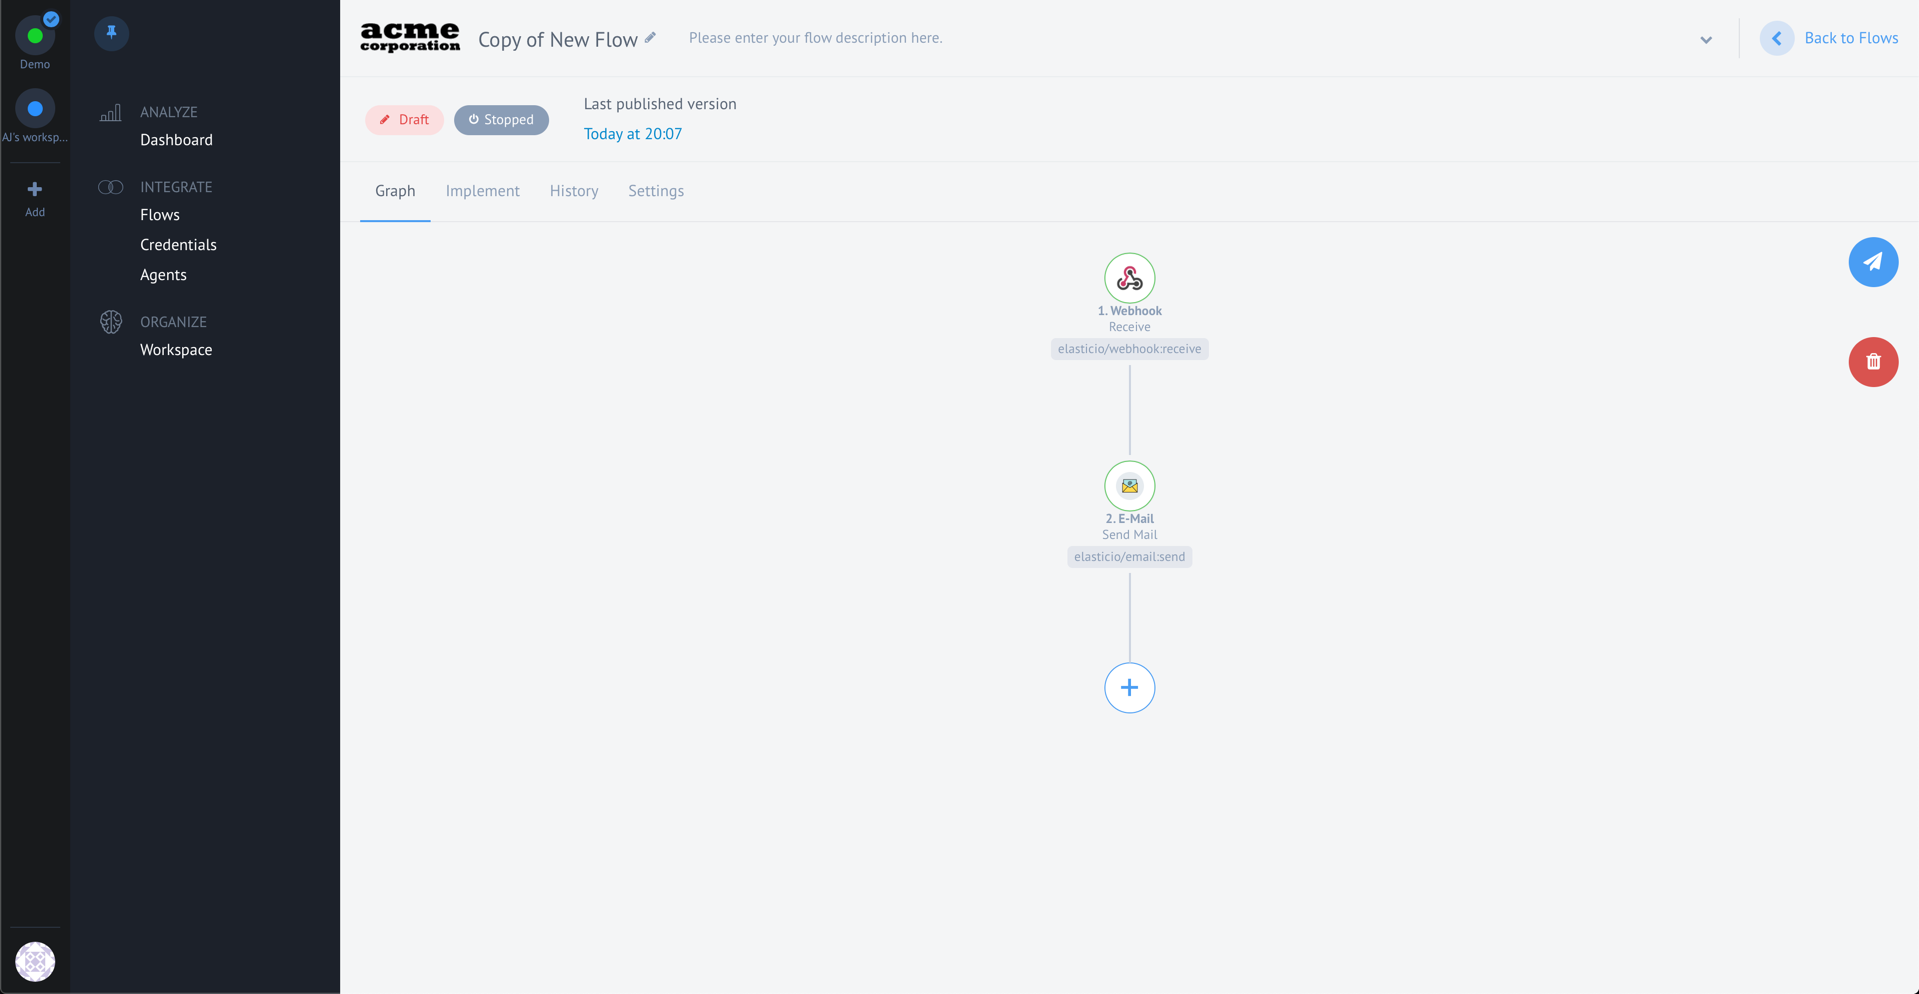 Demo
AJ's worksp...
Add
ANALYZE
Dashboard
INTEGRATE
Flows
Credentials
Agents
ORGANIZE
Workspace
acme
corporation
Copy of New Flow
Please enter your flow description here.
Back to Flows
Draft
Stopped
Last published version
Today at 20:07
Graph
Implement
History
Settings
1. Webhook
Receive
elasticio/webhook:receive
2. E-Mail
Send Mail
elasticio/email:send